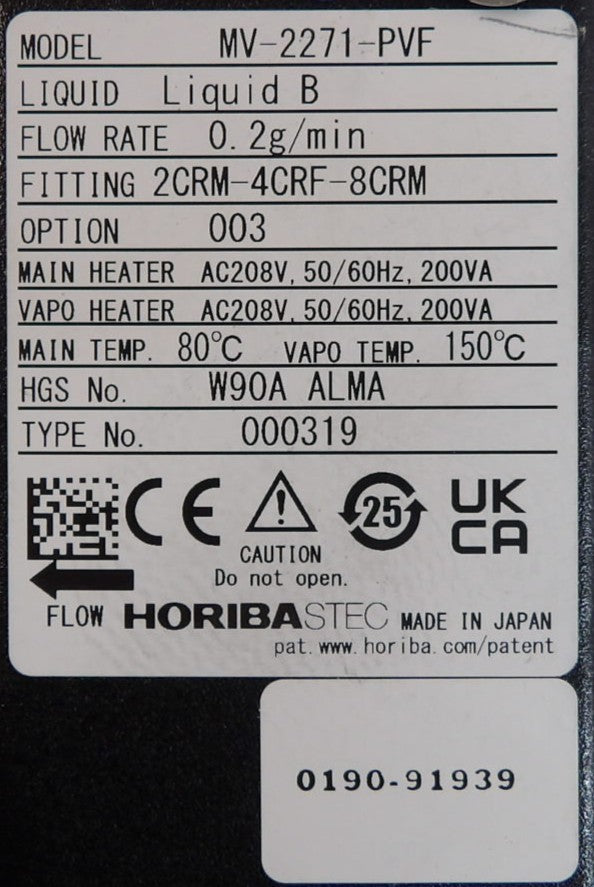 MODEL MV-2271-PVF
LIQUID Liquid B
FLOW RATE 0.2g/min
FITTING 2CRM-4CRF-8CRM
OPTION 003
MAIN HEATER AC208V, 50/60Hz, 200VA
VAPO HEATER AC208V, 50/60Hz, 200VA
MAIN TEMP. 80℃ VAPO TEMP. 150℃
HGS No. W90A ALMA
TYPE No. 000319
CE 25 UK
CA
CAUTION
Do not open.
FLOW HORIBASTEC MADE IN JAPAN
pat. www.horiba.com/patent
0190-91939